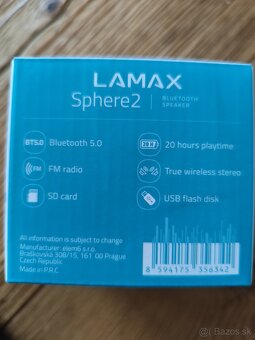 LAMAX
Sphere2 | BLUETOOTH SPEAKER
BT5.0 Bluetooth 5.0
20 hours playtime
FM FM radio
True wireless stereo
SD card
USB flash disk
All information is subject to change
Manufacturer: elem6 s.r.o.
Braškovská 308/15, 161 00 Prague
Czech Republic
Made in P.R.C.
8 594175 356342
sbazar.sk